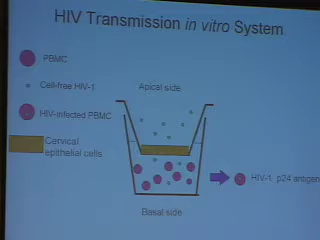 HIV Transmission in vitro System
PBMC
Cell-free HIV-1
HIV-infected PBMC
Cervical
epithelial cells
Apical side
HIV-1 p24 antigen
Basal side